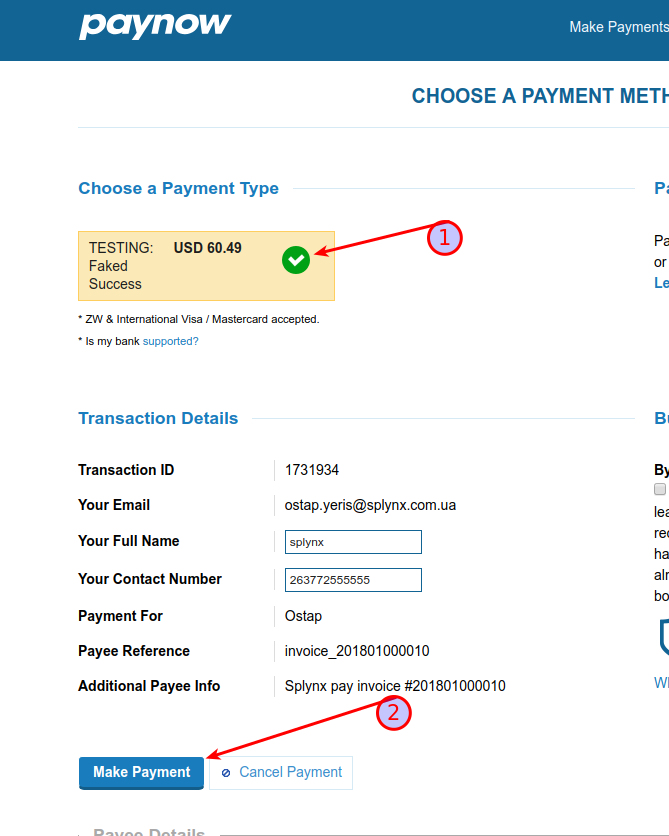 paynow
Make Payments
CHOOSE A PAYMENT METH
Choose a Payment Type
Pa
TESTING: USD 60.49
Faked
Success
1
Pa
or
Le
* ZW & International Visa / Mastercard accepted.
* Is my bank supported?
Transaction Details
Bu
Transaction ID 1731934
By
Your Email ostap.yeris@splynx.com.ua
lea
rec
Your Full Name splynx
ha
Your Contact Number 263772555555
alr
bo
Payment For Ostap
Payee Reference invoice_201801000010
Additional Payee Info Splynx pay invoice #201801000010
2
Make Payment
Cancel Payment
Payee Details